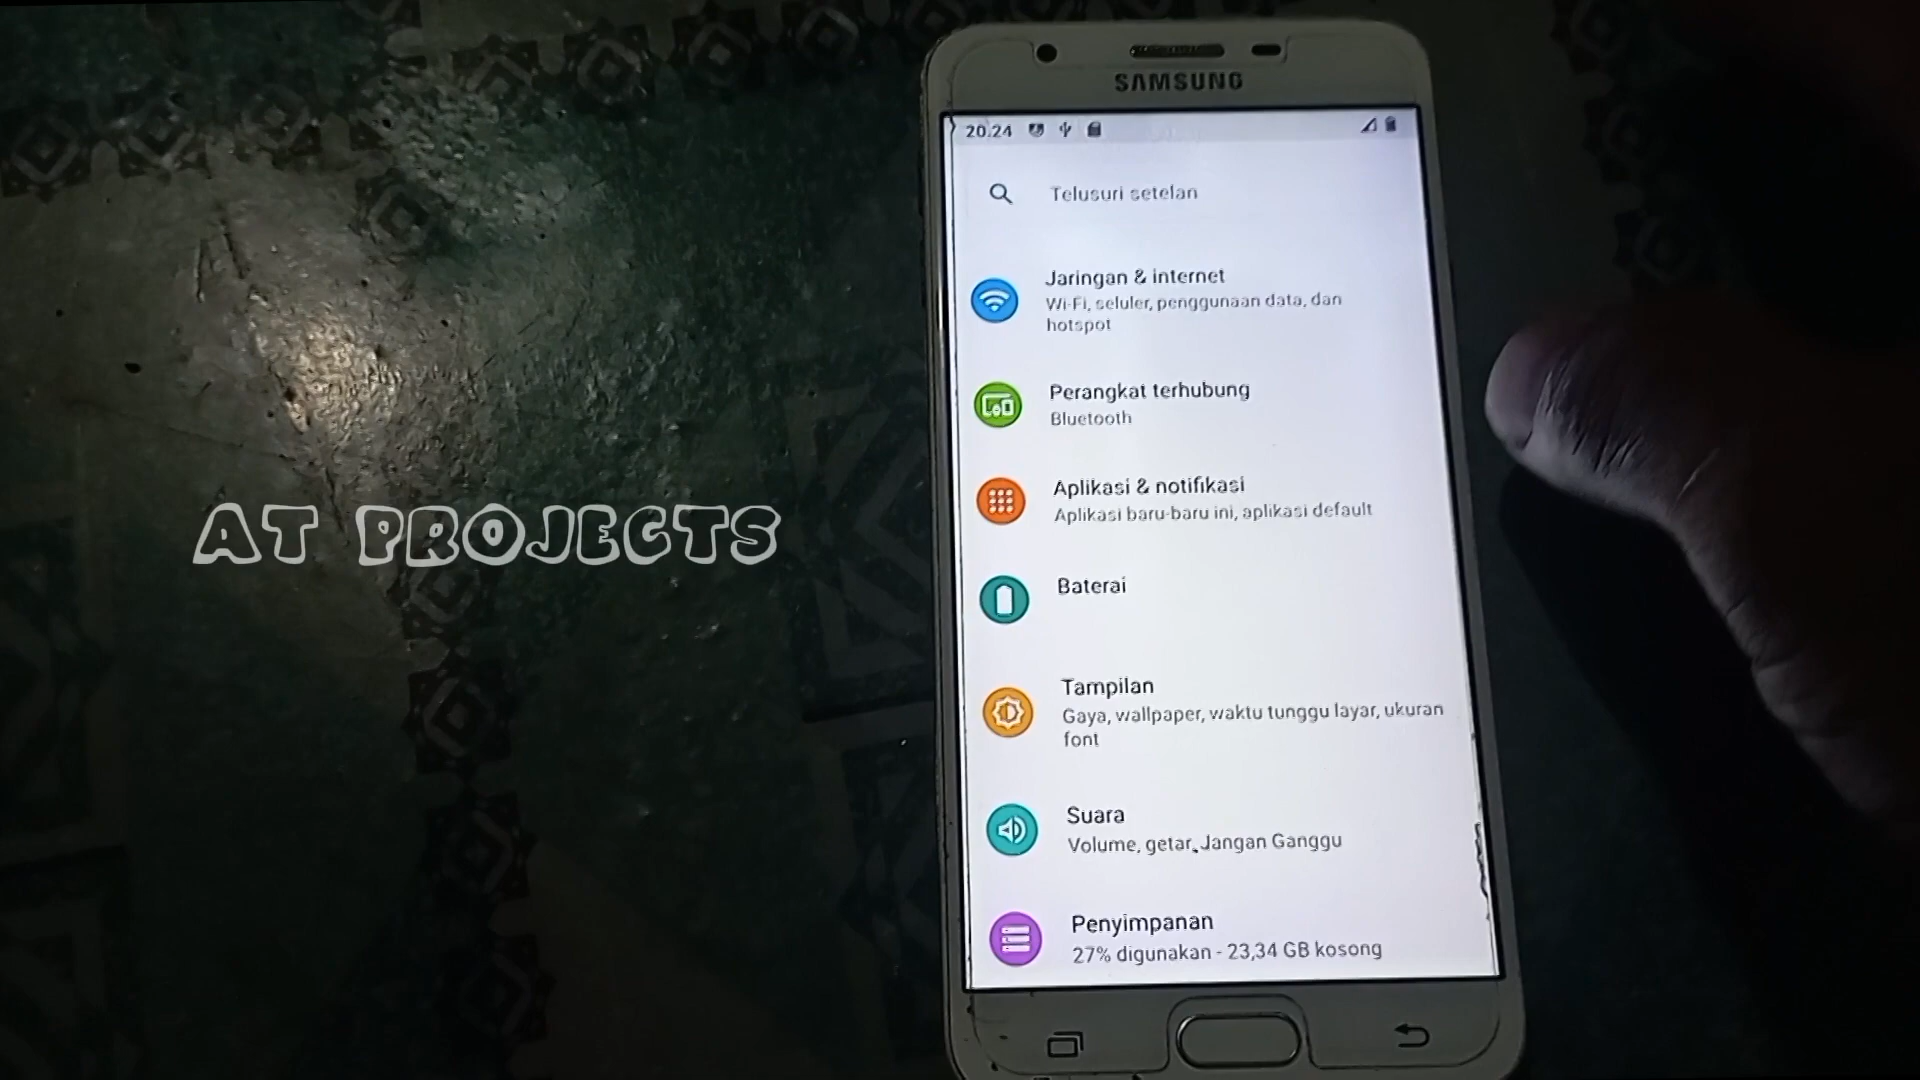 AT PROJECTS
SAMSUNG
20.24
Telusuri setelan
Jaringan & internet
Wi-Fi, seluler, penggunaan data, dan
hotspot
Perangkat terhubung
Bluetooth
Aplikasi & notifikasi
Aplikasi baru-baru ini, aplikasi default
Baterai
Tampilan
Gaya, wallpaper, waktu tunggu layar, ukuran
font
Suara
Volume, getar, Jangan Ganggu
Penyimpanan
27% digunakan - 23,34 GB kosong